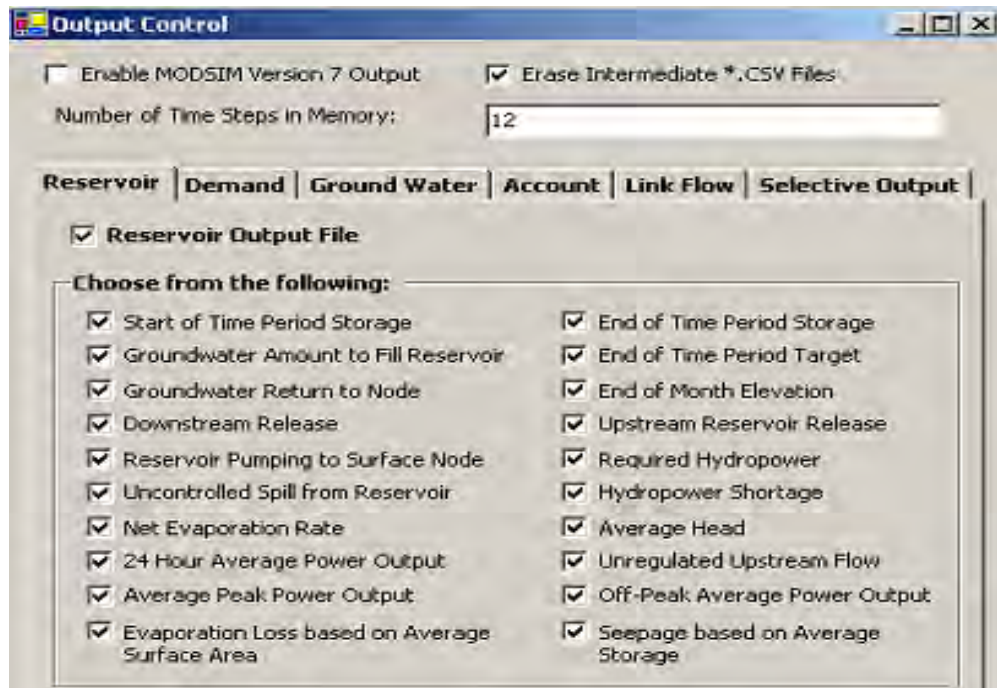 Output Control
Enable MODSIM Version 7 Output
Erase Intermediate *.CSV Files
Number of Time Steps in Memory:
12
Reservoir
Demand
Ground Water
Account
Link Flow
Selective Output
Reservoir Output File
Choose from the following:
Start of Time Period Storage
End of Time Period Storage
Groundwater Amount to Fill Reservoir
End of Time Period Target
Groundwater Return to Node
End of Month Elevation
Downstream Release
Upstream Reservoir Release
Reservoir Pumping to Surface Node
Required Hydropower
Uncontrolled Spill from Reservoir
Hydropower Shortage
Net Evaporation Rate
Average Head
24 Hour Average Power Output
Unregulated Upstream Flow
Average Peak Power Output
Off-Peak Average Power Output
Evaporation Loss based on Average
Surface Area
Seepage based on Average
Storage